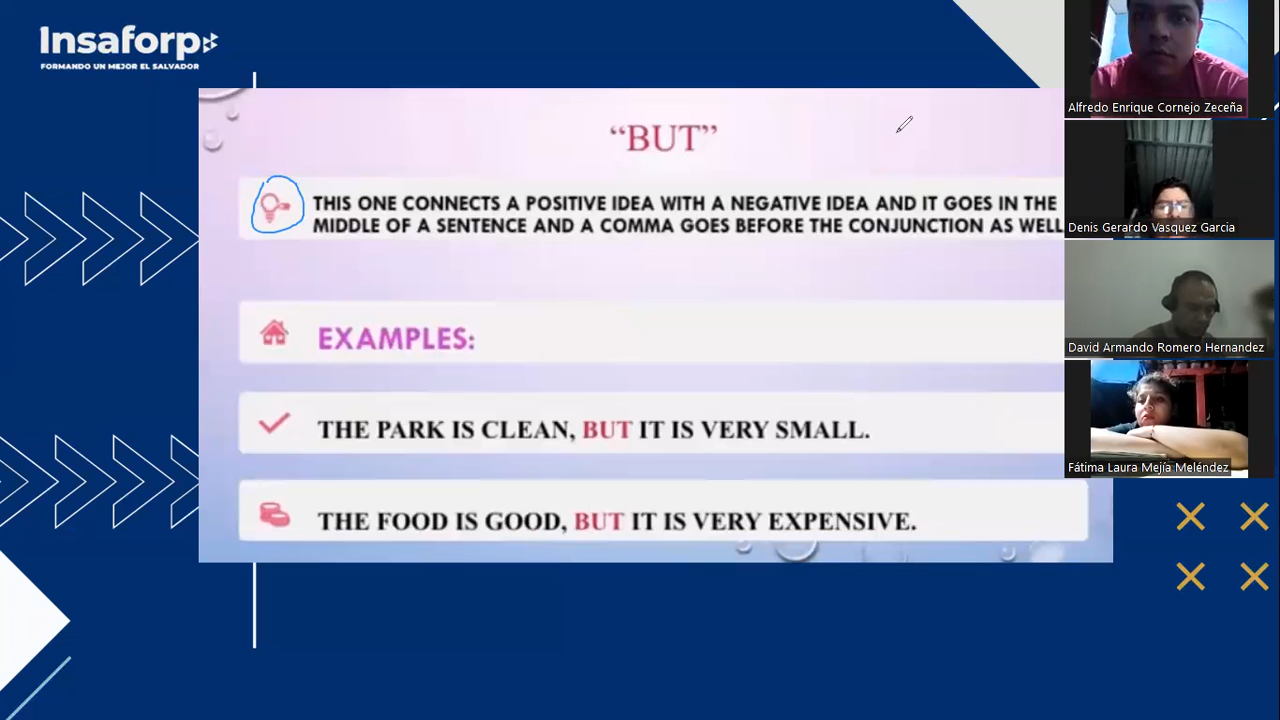 Insaforp
FORMANDO UN MEJOR EL SALVADOR
“BUT”
THIS ONE CONNECTS A POSITIVE IDEA WITH A NEGATIVE IDEA AND IT GOES IN THE
MIDDLE OF A SENTENCE AND A COMMA GOES BEFORE THE CONJUNCTION AS WELL
EXAMPLES:
THE PARK IS CLEAN, BUT IT IS VERY SMALL.
THE FOOD IS GOOD, BUT IT IS VERY EXPENSIVE.
Alfredo Enrique Cornejo Zeceña
Denis Gerardo Vasquez Garcia
David Armando Romero Hernandez
Fátima Laura Mejía Meléndez